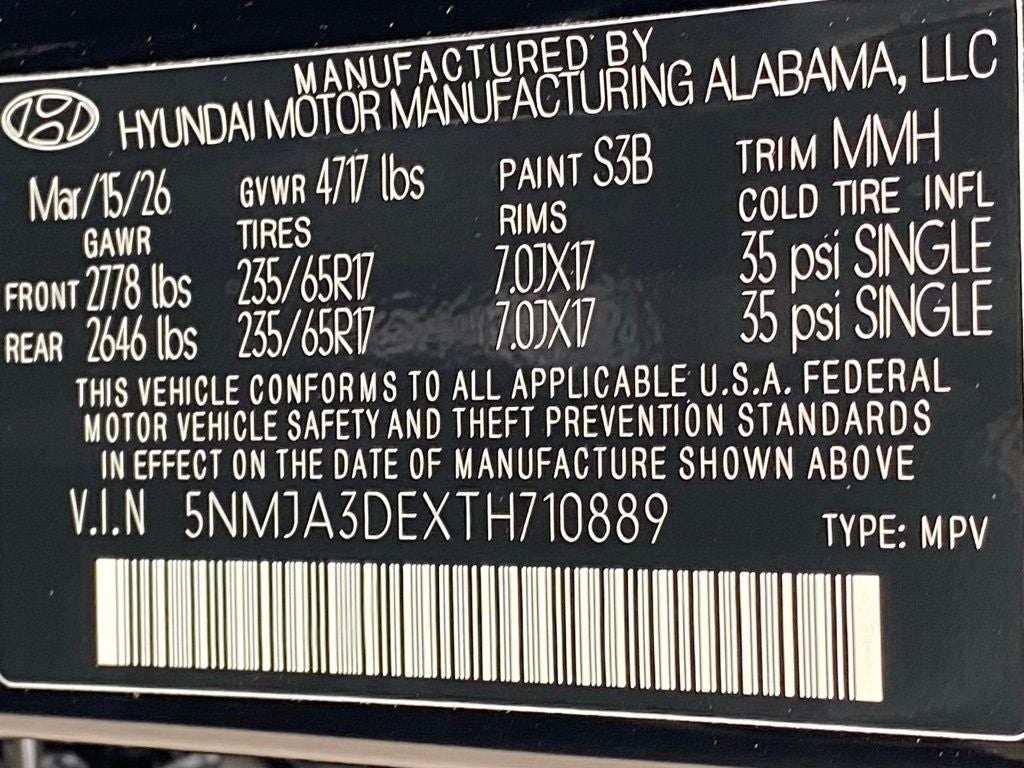 MANUFACTURED BY
HYUNDAI MOTOR MANUFACTURING ALABAMA, LLC
Mar/15/26 GVWR 4717 lbs PAINT S3B TRIM MMH
GAWR TIRES RIMS COLD TIRE INFL
FRONT 2778 lbs 235/65R17 7.0JX17 35 psi SINGLE
REAR 2646 lbs 235/65R17 7.0JX17 35 psi SINGLE
THIS VEHICLE CONFORMS TO ALL APPLICABLE U.S.A. FEDERAL
MOTOR VEHICLE SAFETY AND THEFT PREVENTION STANDARDS
IN EFFECT ON THE DATE OF MANUFACTURE SHOWN ABOVE
V.I.N 5NMJA3DEXTH710889 TYPE: MPV